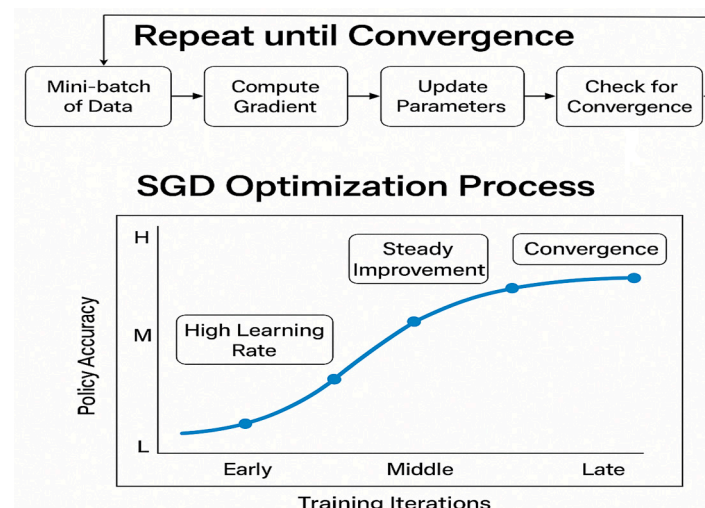 Repeat until Convergence
Mini-batch
of Data
Compute
Gradient
Update
Parameters
Check for
Convergence
SGD Optimization Process
Policy Accuracy
H
M
L
High Learning
Rate
Steady
Improvement
Convergence
Early
Middle
Late
Training Iterations